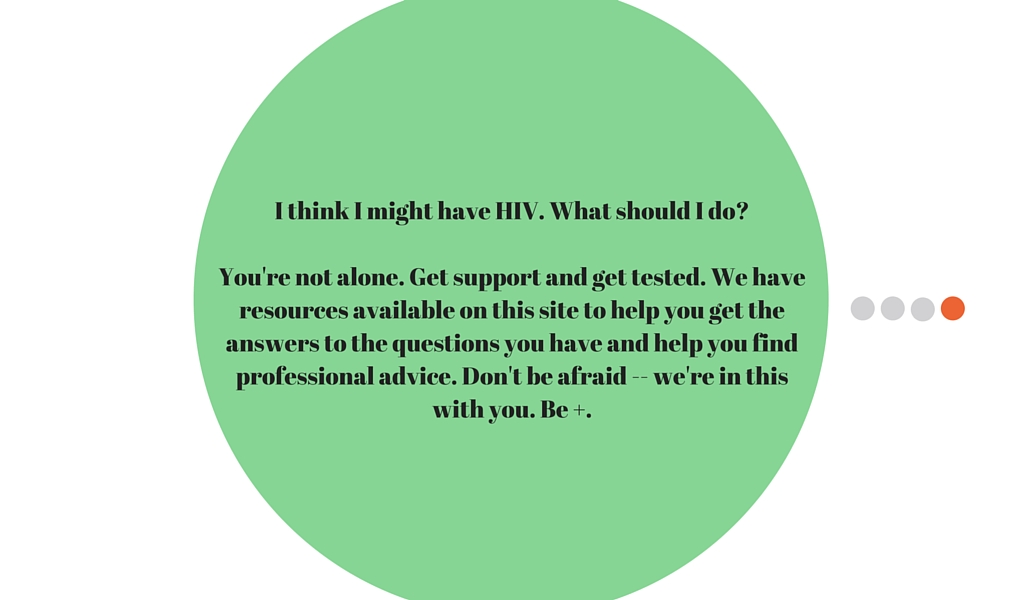 I think I might have HIV. What should I do?
You're not alone. Get support and get tested. We have
resources available on this site to help you get the
answers to the questions you have and help you find
professional advice. Don't be afraid -- we're in this
with you. Be +.